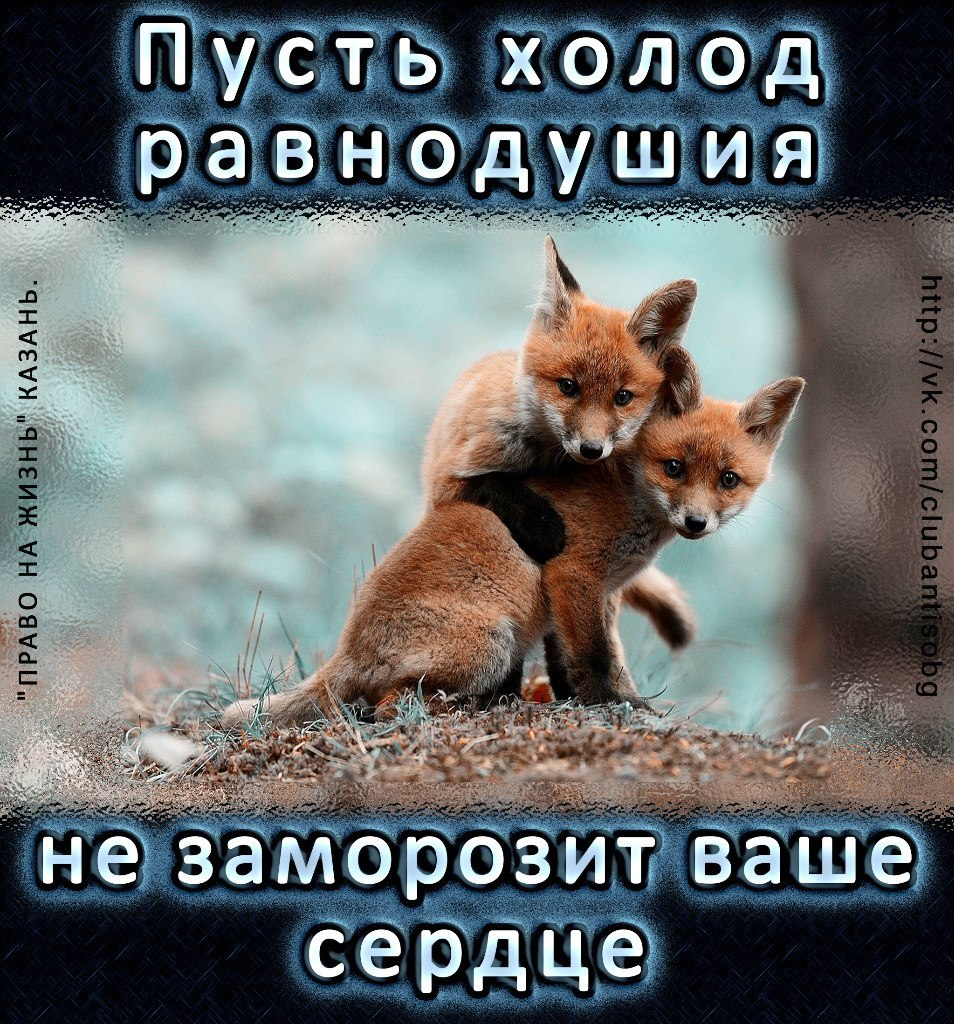 Пусть холод
равнодушия
"ПРАВО НА ЖИЗНЬ" КАЗАНЬ.
http://vk.com/clubantisobg
не заморозит ваше
сердце